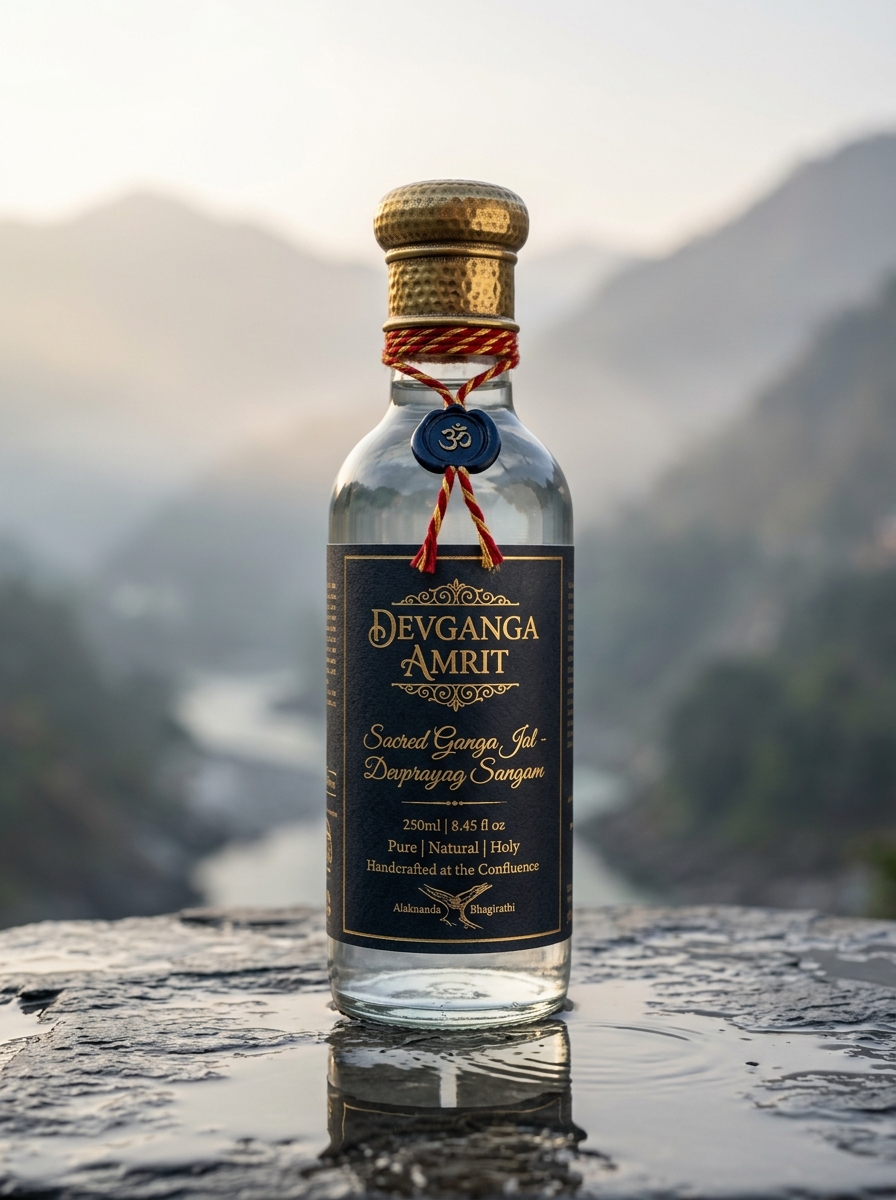 ॐ
DEVGANGA
AMRIT
Sacred Ganga Jal -
Devprayag Sangam
250ml | 8.45 fl oz
Pure | Natural | Holy
Handcrafted at the Confluence
Alaknanda Bhagirathi